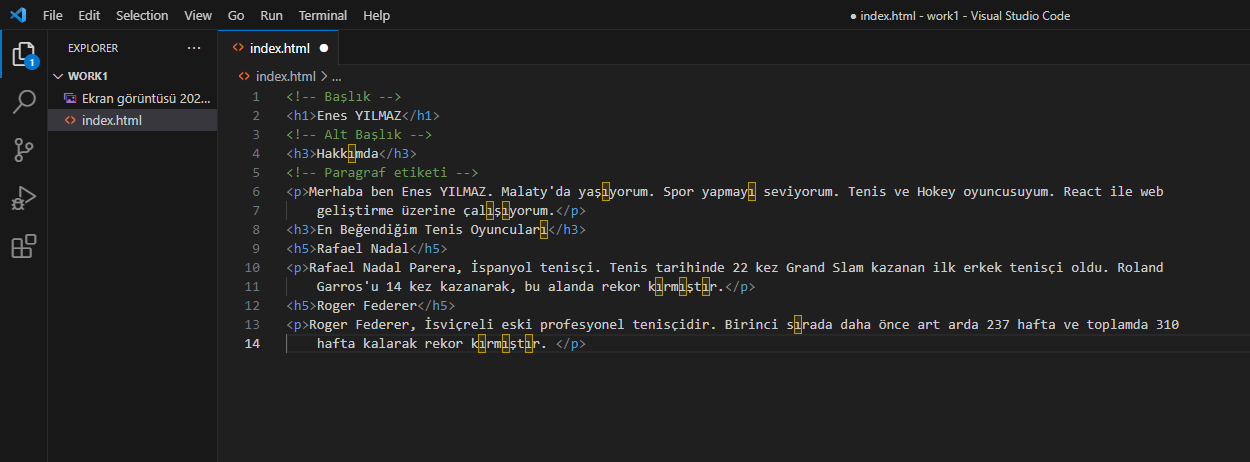 File Edit Selection View Go Run Terminal Help ● index.html - work1 - Visual Studio Code
EXPLORER ...
index.html ●
1
WORK1
index.html > ...
Ekran görüntüsü 202...
index.html
1 <!-- Başlık -->
2 <h1>Enes YILMAZ</h1>
3 <!-- Alt Başlık -->
4 <h3>Hakkımda</h3>
5 <!-- Paragraf etiketi -->
6 <p>Merhaba ben Enes YILMAZ. Malaty'da yaşıyorum. Spor yapmayı seviyorum. Tenis ve Hokey oyuncusuyum. React ile web
7 geliştirme üzerine çalışıyorum.</p>
8 <h3>En Beğendiğim Tenis Oyuncuları</h3>
9 <h5>Rafael Nadal</h5>
10 <p>Rafael Nadal Parera, İspanyol tenisçi. Tenis tarihinde 22 kez Grand Slam kazanan ilk erkek tenisçi oldu. Roland
11 Garros'u 14 kez kazanarak, bu alanda rekor kırmıştır.</p>
12 <h5>Roger Federer</h5>
13 <p>Roger Federer, İsviçreli eski profesyonel tenisçidir. Birinci sırada daha önce art arda 237 hafta ve toplamda 310
14 hafta kalarak rekor kırmıştır. </p>